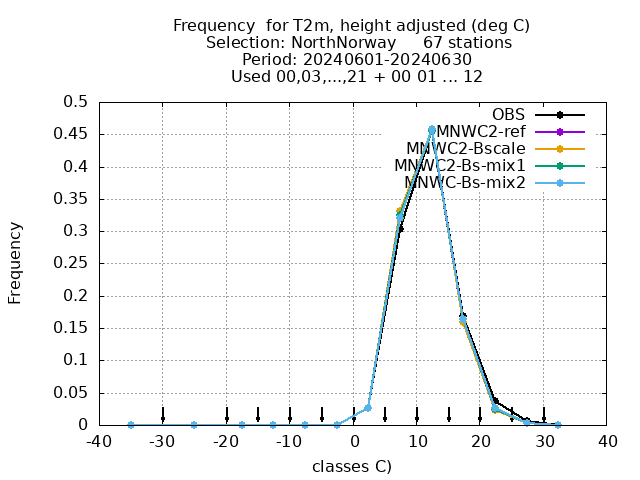 Frequency  for T2m, height adjusted (deg C)
Selection: NorthNorway     67 stations
Period: 20240601-20240630
Used 00,03,...,21 + 00 01 ... 12
0.5
0.45
0.4
0.35
0.3
0.25
0.2
0.15
0.1
0.05
0
Frequency
OBS
MNWC2-ref
MNWC2-Bscale
MNWC2-Bs-mix1
MNWC-Bs-mix2
-40 -30 -20 -10 0 10 20 30 40
classes C)